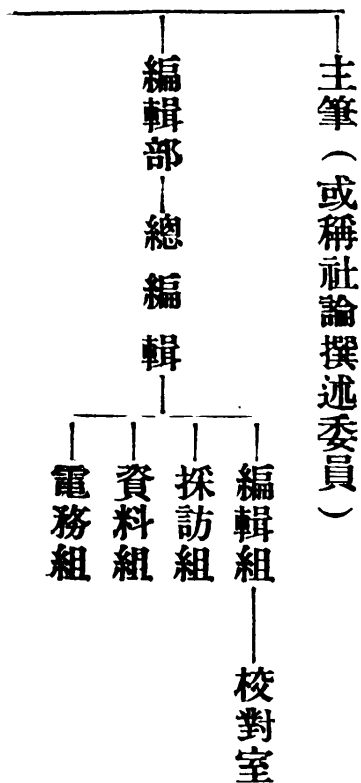 主筆（或稱社論撰述委員）
編輯部
總編輯
編輯組
校對室
採訪組
資料組
電務組